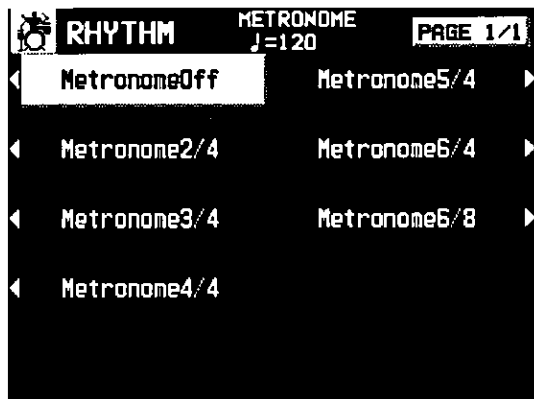 RHYTHM
METRONOME
♩=120
PAGE 1/1
MetronomeOff
Metronome5/4
Metronome2/4
Metronome6/4
Metronome3/4
Metronome6/8
Metronome4/4